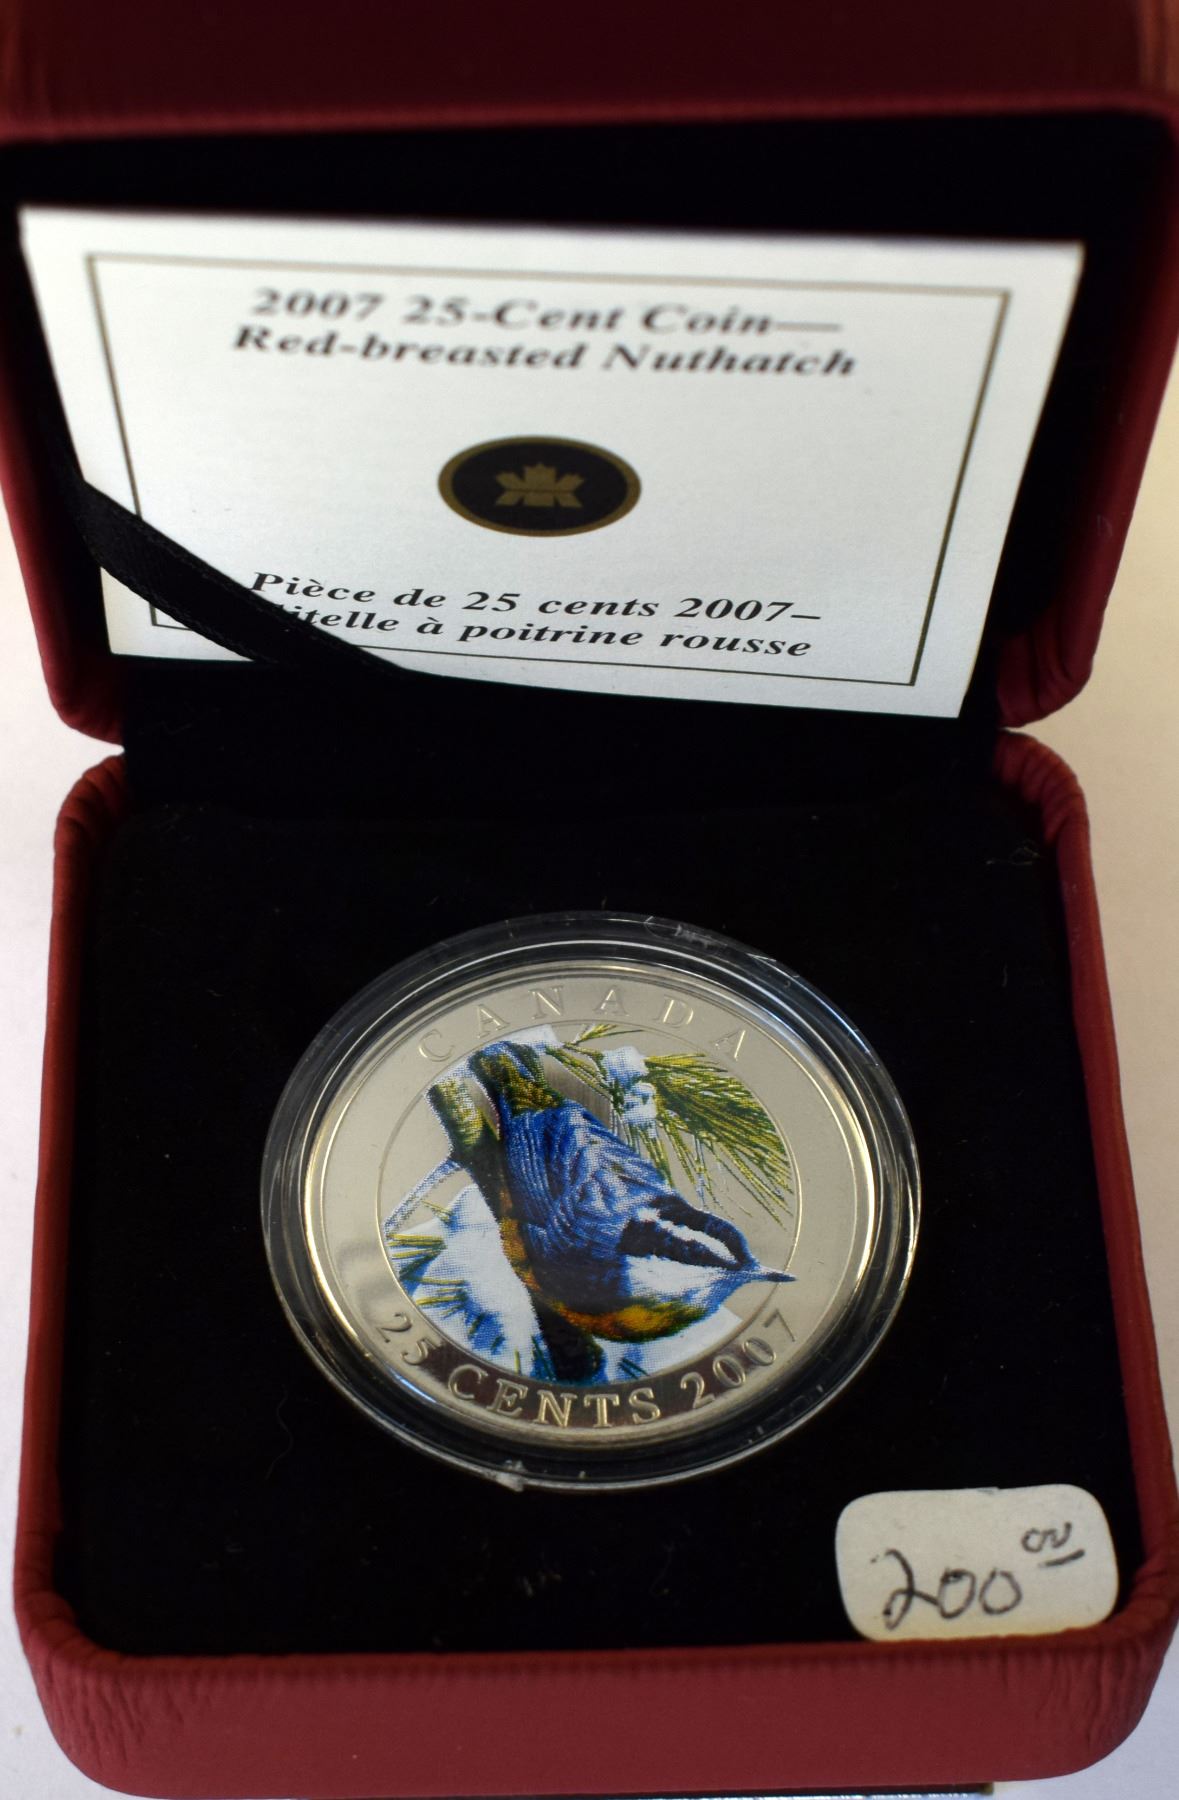 2007 25-Cent Coin—
Red-breasted Nuthatch
Pièce de 25 cents 2007–
à poitrine rousse
CANADA
25 CENTS 2007
200 00